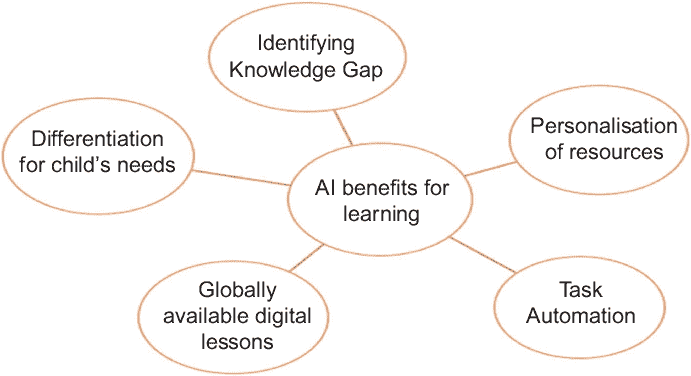 Identifying
Knowledge Gap
Differentiation
for child's needs
Personalisation
of resources
AI benefits for
learning
Globally
available digital
lessons
Task
Automation